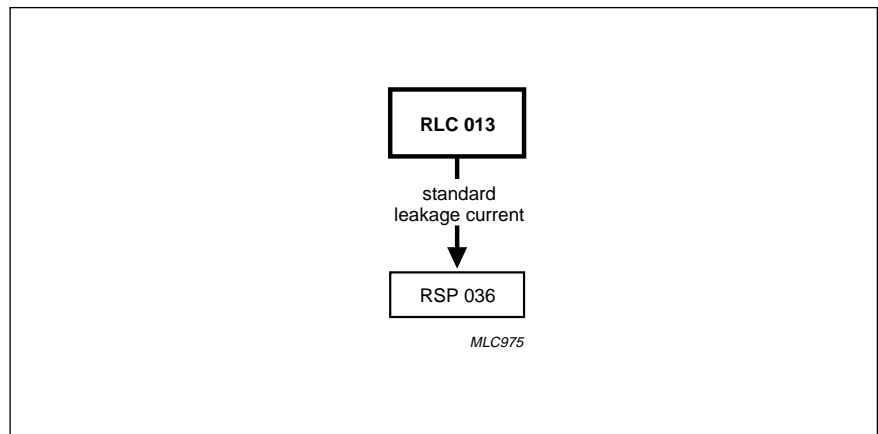 RLC 013
standard
leakage current
RSP 036
MLC975